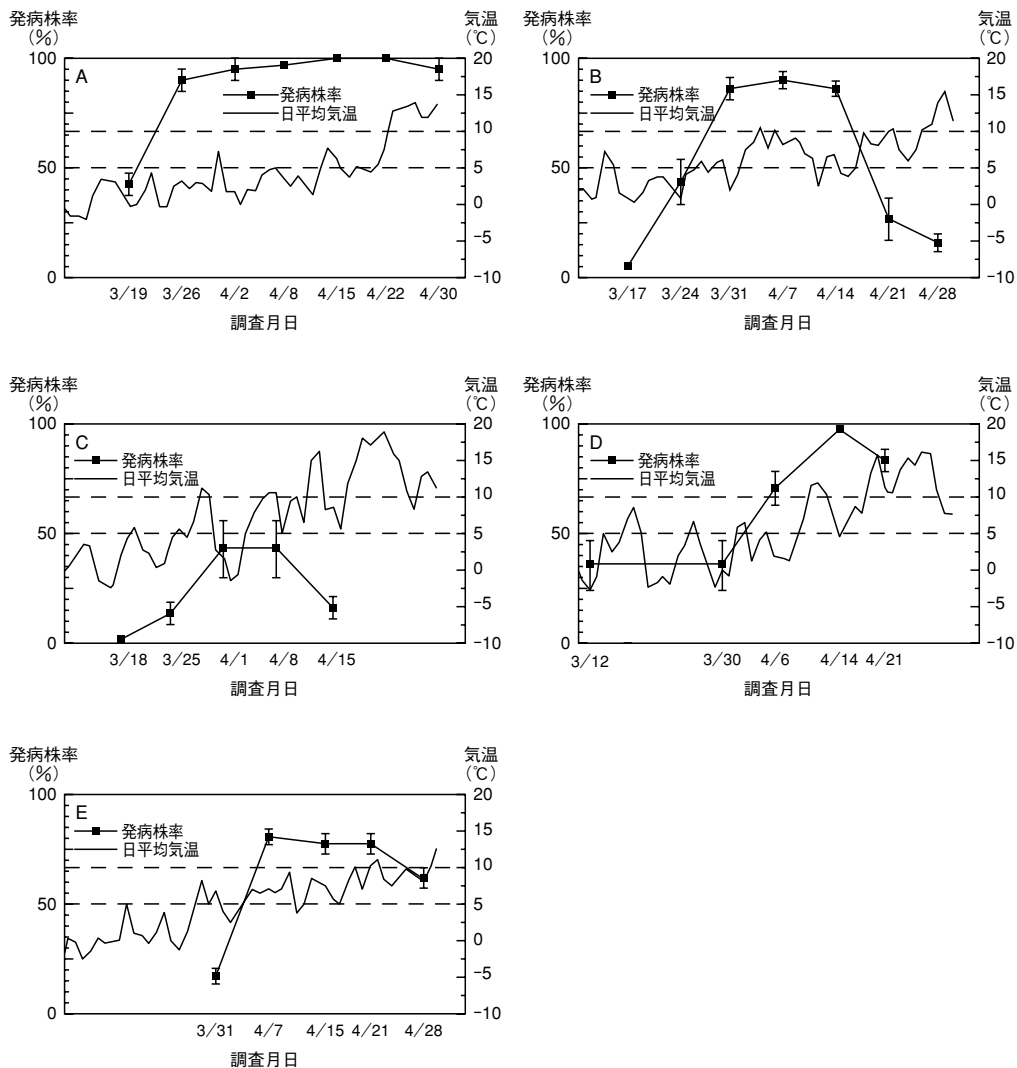 発病株率
(%)
気温
(℃)
A
発病株率
日平均気温
100
50
0
20
15
10
5
0
-5
-10
3/19 3/26 4/2 4/8 4/15 4/22 4/30
調査月日
発病株率
(%)
気温
(℃)
B
発病株率
日平均気温
100
50
0
20
15
10
5
0
-5
-10
3/17 3/24 3/31 4/7 4/14 4/21 4/28
調査月日
発病株率
(%)
気温
(℃)
C
発病株率
日平均気温
100
50
0
20
15
10
5
0
-5
-10
3/18 3/25 4/1 4/8 4/15
調査月日
発病株率
(%)
気温
(℃)
D
発病株率
日平均気温
100
50
0
20
15
10
5
0
-5
-10
3/12 3/30 4/6 4/14 4/21
調査月日
発病株率
(%)
気温
(℃)
E
発病株率
日平均気温
100
50
0
20
15
10
5
0
-5
-10
3/31 4/7 4/15 4/21 4/28
調査月日